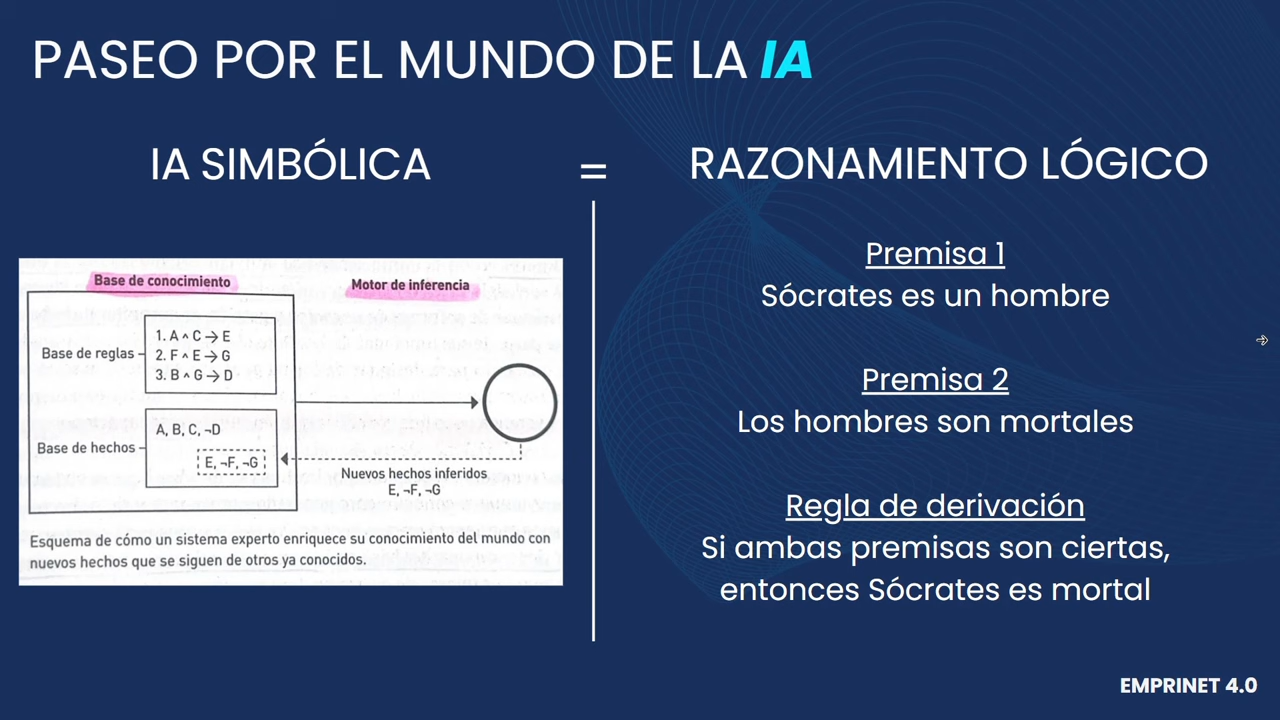 PASEO POR EL MUNDO DE LA IA
IA SIMBÓLICA
=
RAZONAMIENTO LÓGICO
Base de conocimiento
Motor de inferencia
Base de reglas
1. A ^ C → E
2. F ^ E → G
3. B ^ G → D
Base de hechos
A, B, C, ¬D
E, ¬F, ¬G
Nuevos hechos inferidos
E, ¬F, ¬G
Esquema de cómo un sistema experto enriquece su conocimiento del mundo con
nuevos hechos que se siguen de otros ya conocidos.
Premisa 1
Sócrates es un hombre
Premisa 2
Los hombres son mortales
Regla de derivación
Si ambas premisas son ciertas,
entonces Sócrates es mortal
EMPRINET 4.0